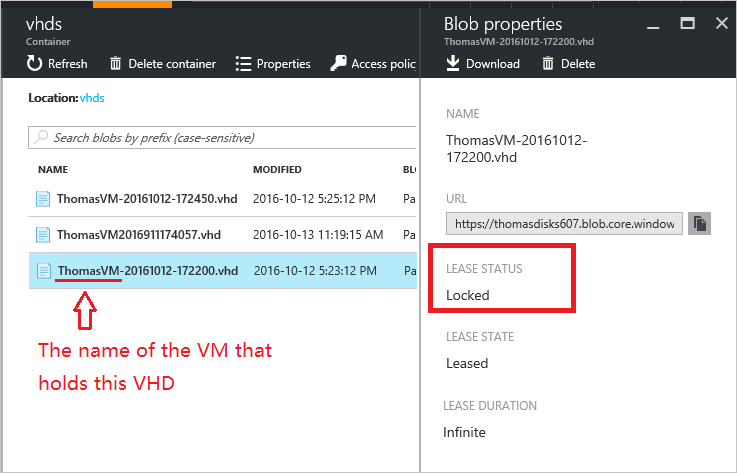 vhds
Container
Refresh
Delete container
Properties
Access polic
Location: vhds
Search blobs by prefix (case-sensitive)
NAME MODIFIED BL
ThomasVM-20161012-172450.vhd 2016-10-12 5:25:12 PM Pa
ThomasVM2016911174057.vhd 2016-10-13 11:19:15 AM Pa
ThomasVM-20161012-172200.vhd 2016-10-12 5:23:12 PM Pa
The name of the VM that
holds this VHD
Blob properties
ThomasVM-20161012-172200.vhd
Download
Delete
NAME
ThomasVM-20161012-
172200.vhd
URL
https://thomasdisks607.blob.core.window
LEASE STATUS
Locked
LEASE STATE
Leased
LEASE DURATION
Infinite